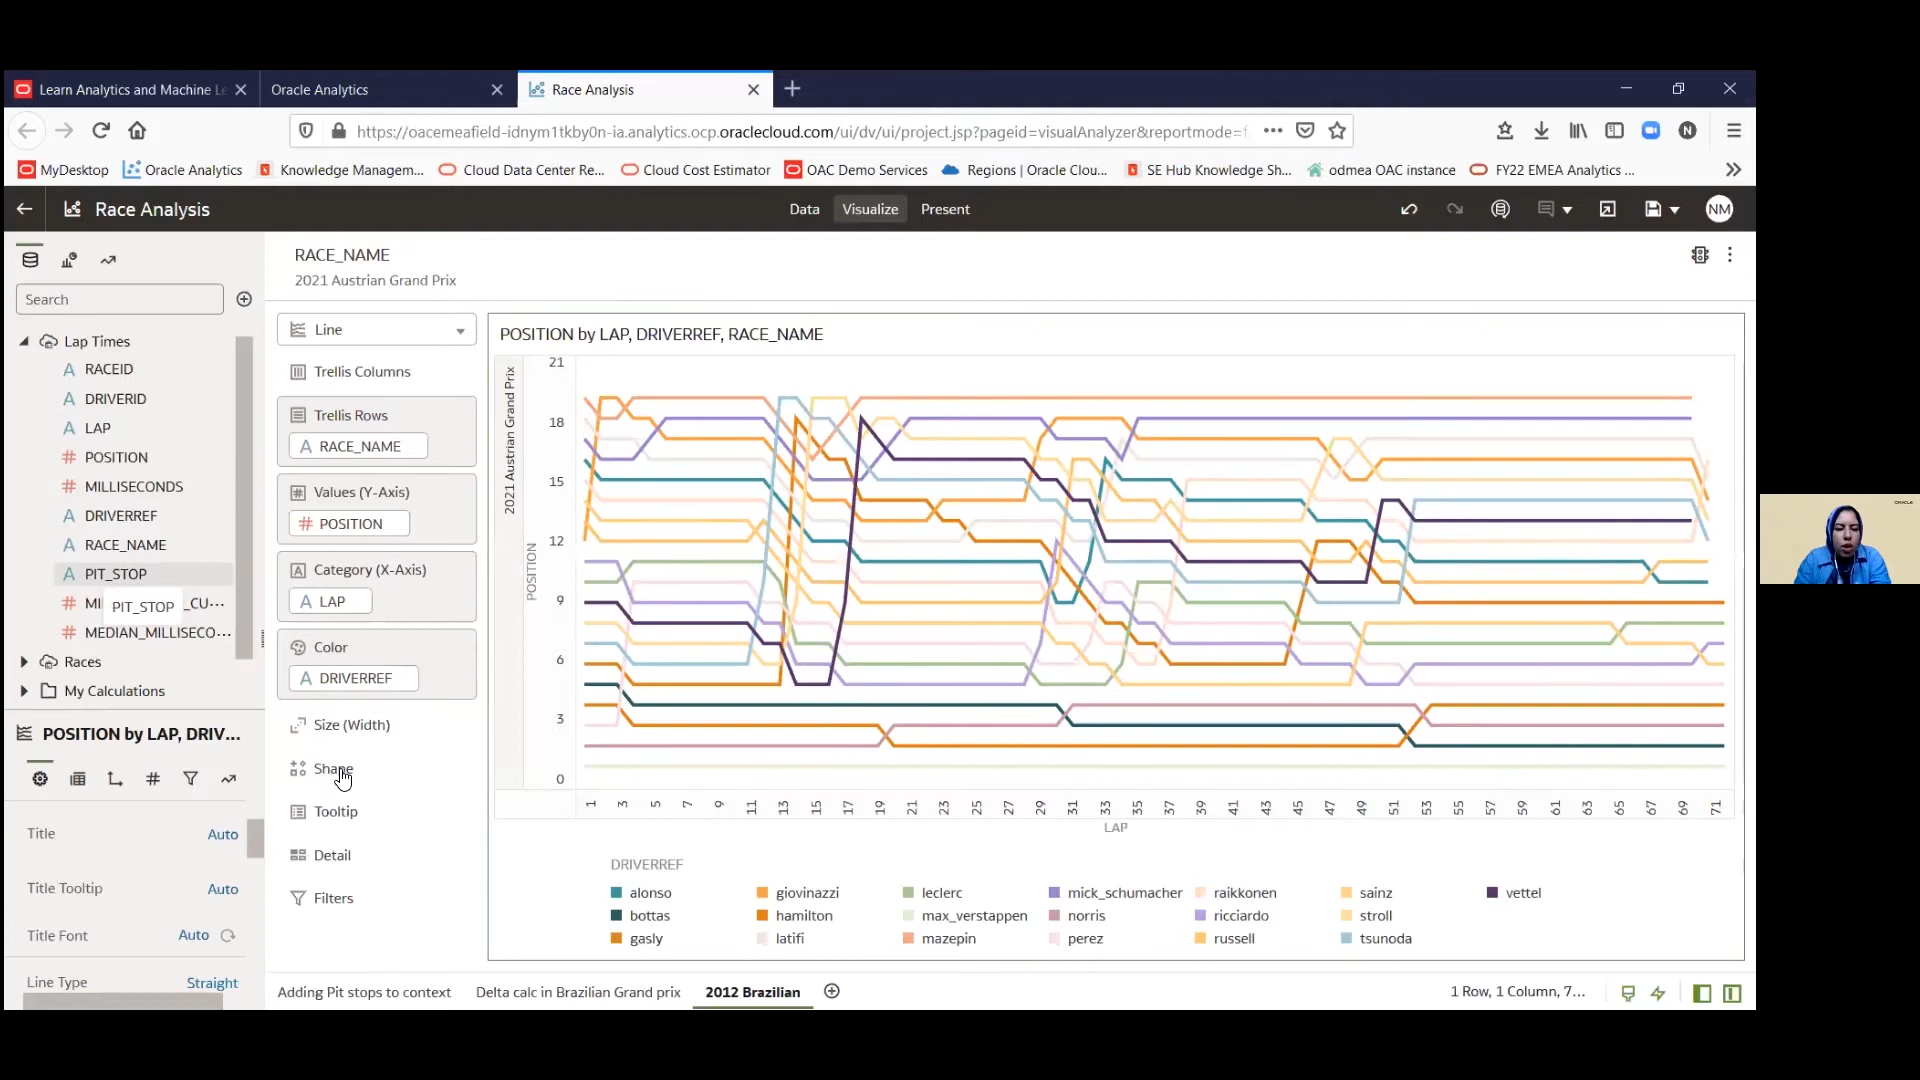 Learn Analytics and Machine Le
Oracle Analytics
Race Analysis
https://oacemeafield-idnym1tkby0n-ia.analytics.ocp.oraclecloud.com/ui/dv/ui/project.jsp?pageid=visualAnalyzer&reportmode=f
N
MyDesktop
Oracle Analytics
Knowledge Managem...
Cloud Data Center Re...
Cloud Cost Estimator
OAC Demo Services
Regions | Oracle Clou...
SE Hub Knowledge Sh...
odmea OAC instance
FY22 EMEA Analytics ...
Race Analysis
Data
Visualize
Present
NM
RACE_NAME
2021 Austrian Grand Prix
Search
Lap Times
A RACEID
A DRIVERID
A LAP
# POSITION
# MILLISECONDS
A DRIVERREF
A RACE_NAME
A PIT_STOP
# MI _CU...
PIT_STOP
# MEDIAN_MILLISECO...
Races
My Calculations
POSITION by LAP, DRIV...
Title Auto
Title Tooltip Auto
Title Font Auto
Line Type Straight
Line
Trellis Columns
Trellis Rows
A RACE_NAME
Values (Y-Axis)
# POSITION
Category (X-Axis)
A LAP
Color
A DRIVERREF
Size (Width)
Shape
Tooltip
Detail
Filters
POSITION by LAP, DRIVERREF, RACE_NAME
2021 Austrian Grand Prix
POSITION
21
18
15
12
9
6
3
0
1 3 5 7 9 11 13 15 17 19 21 23 25 27 29 31 33 35 37 39 41 43 45 47 49 51 53 55 57 59 61 63 65 67 69 71
LAP
DRIVERREF
alonso giovinazzi leclerc mick_schumacher raikkonen sainz vettel
bottas hamilton max_verstappen norris ricciardo stroll
gasly latifi mazepin perez russell tsunoda
Adding Pit stops to context
Delta calc in Brazilian Grand prix
2012 Brazilian
1 Row, 1 Column, 7...
ORACLE